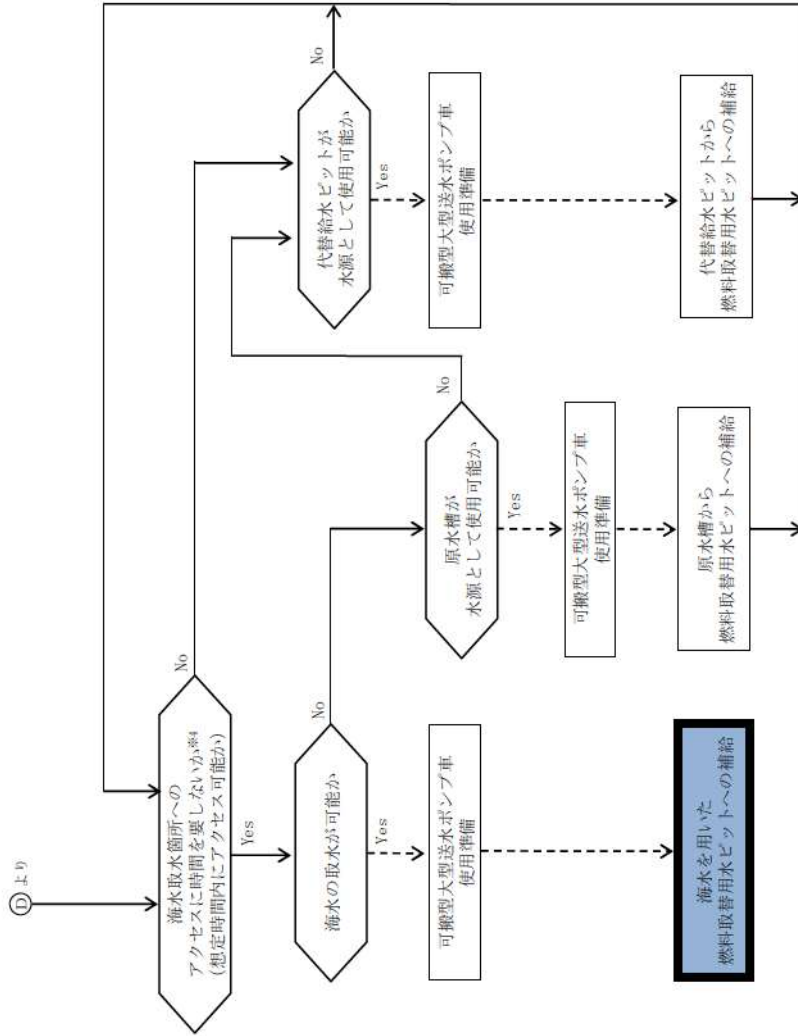 Ⓓより
海水取水箇所への
アクセスに時間を要しないか※4
(想定時間内にアクセス可能か)
No
Yes
海水の取水が可能か
No
Yes
可搬型大型送水ポンプ車
使用準備
海水を用いた
燃料取替用水ピットへの補給
原水槽が
水源として使用可能か
No
Yes
可搬型大型送水ポンプ車
使用準備
原水槽から
燃料取替用水ピットへの補給
代替給水ピットが
水源として使用可能か
No
Yes
可搬型大型送水ポンプ車
使用準備
代替給水ピットから
燃料取替用水ピットへの補給